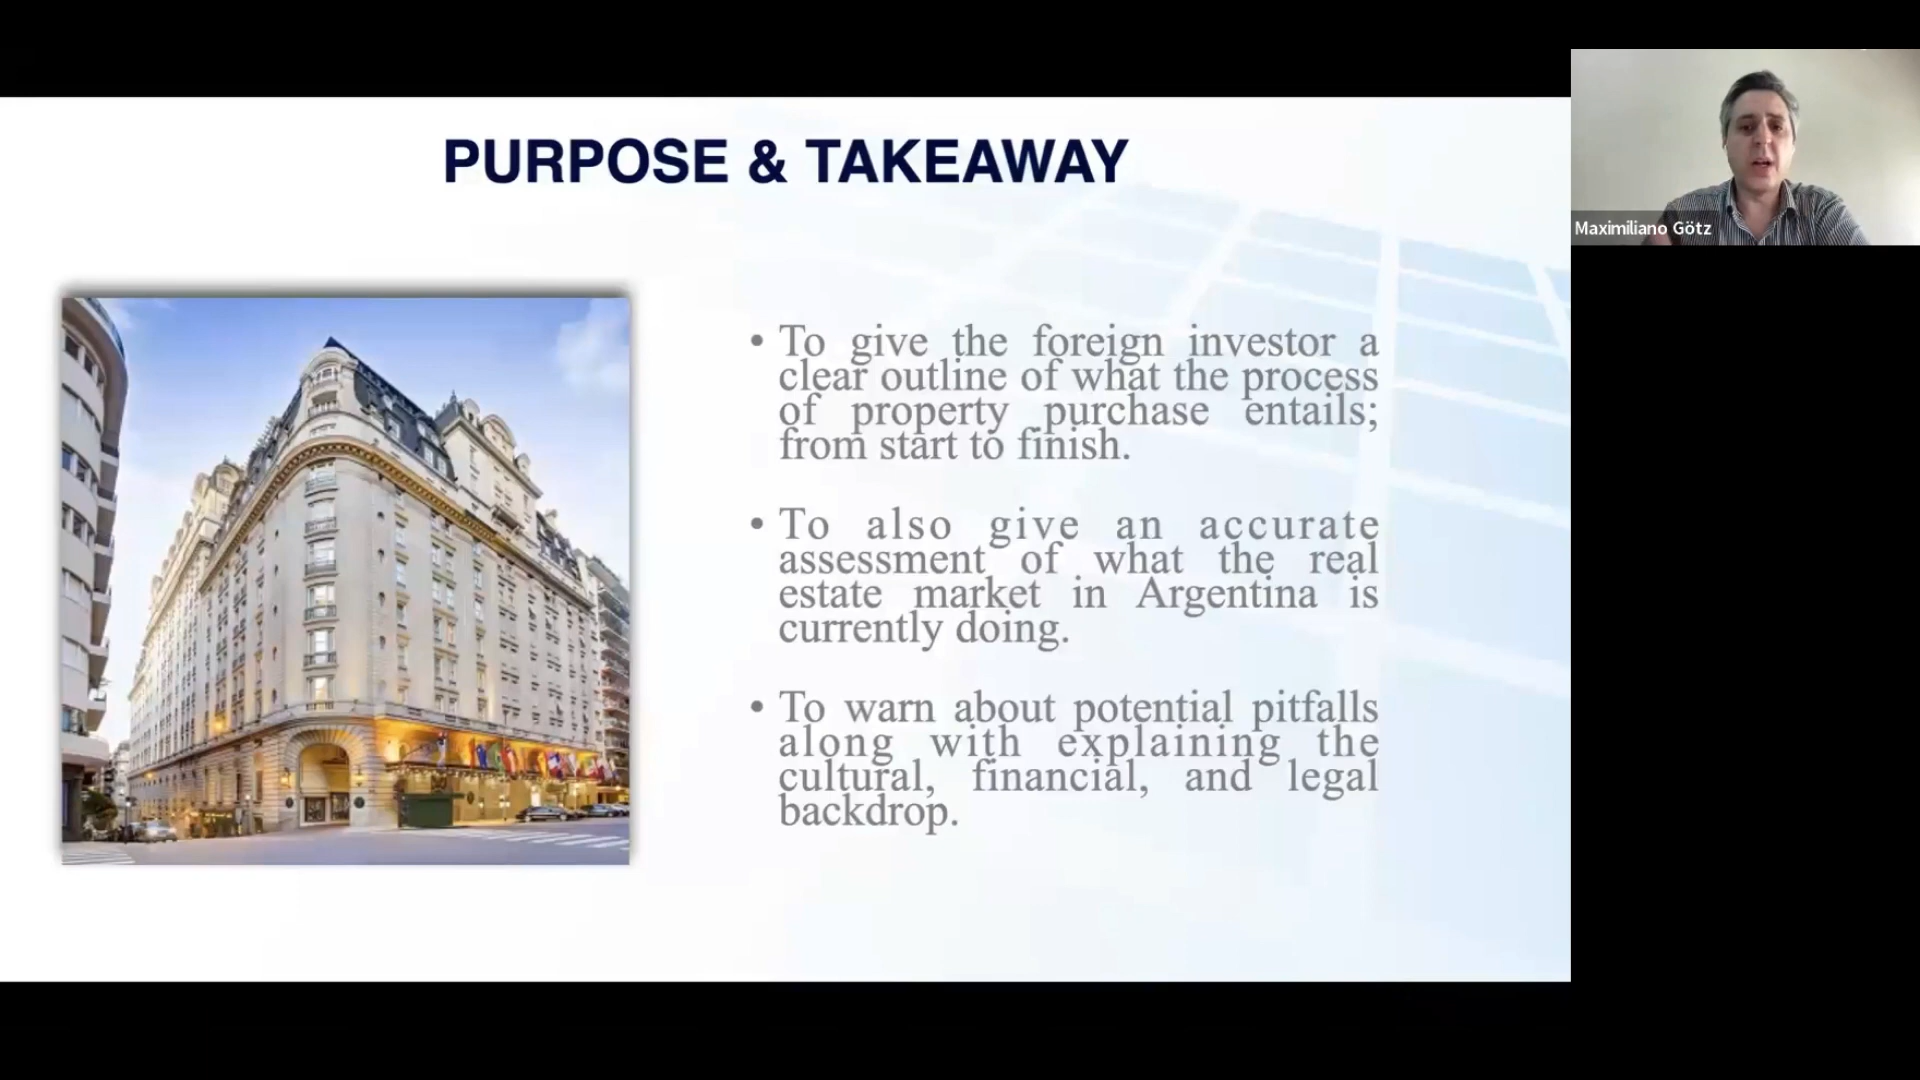 PURPOSE & TAKEAWAY
Maximiliano Götz
• To give the foreign investor a
clear outline of what the process
of property purchase entails;
from start to finish.
• To also give an accurate
assessment of what the real
estate market in Argentina is
currently doing.
• To warn about potential pitfalls
along with explaining the
cultural, financial, and legal
backdrop.